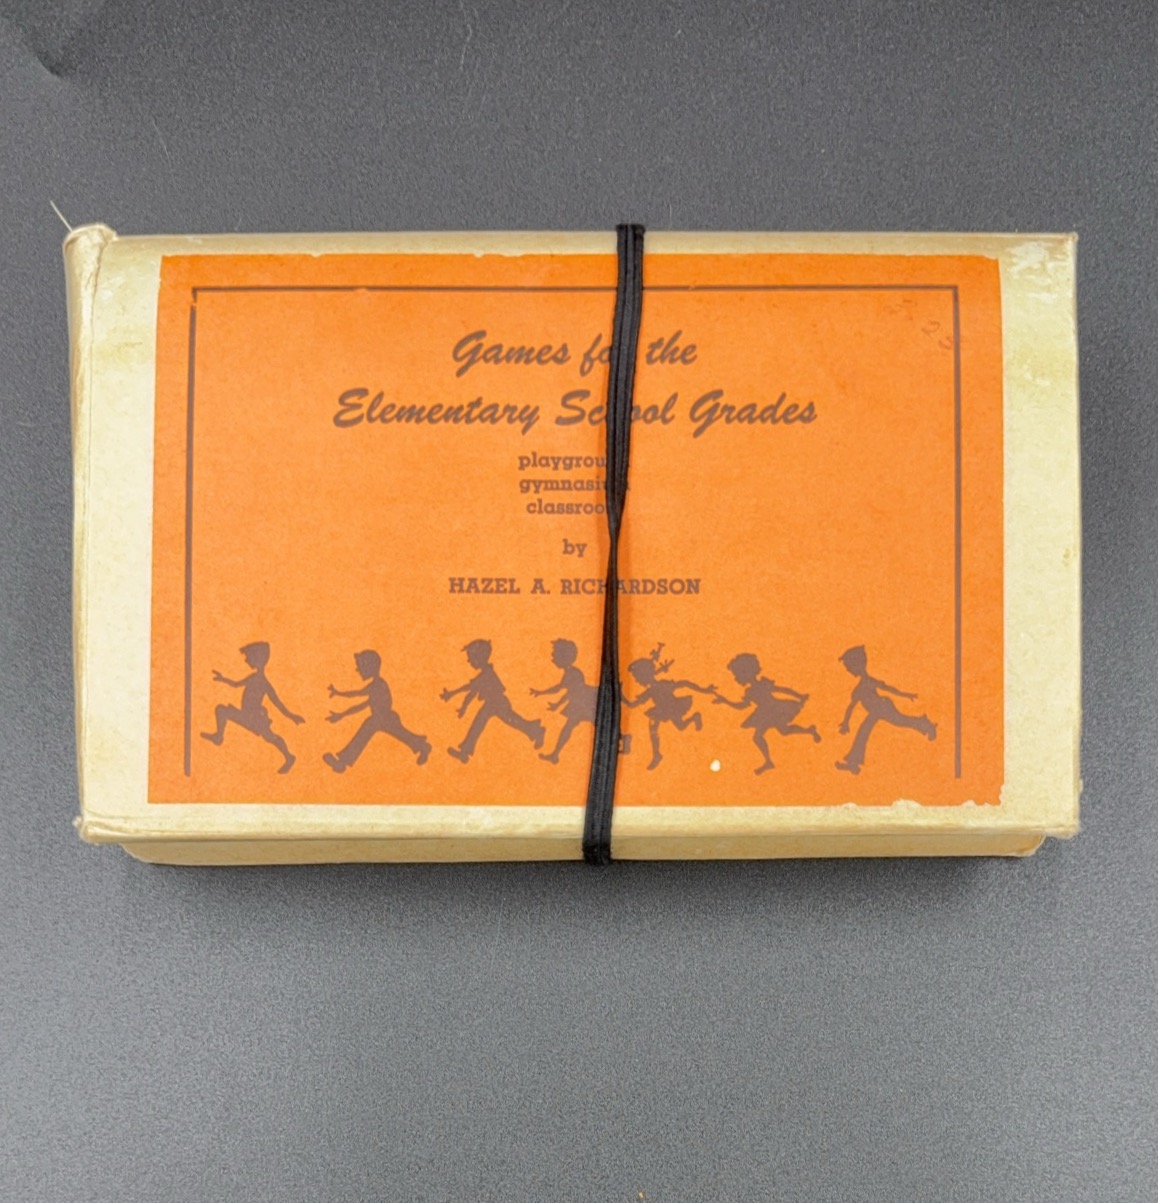 Games for the
Elementary School Grades
playground
gymnasium
classroom
by
HAZEL A. RICHARDSON